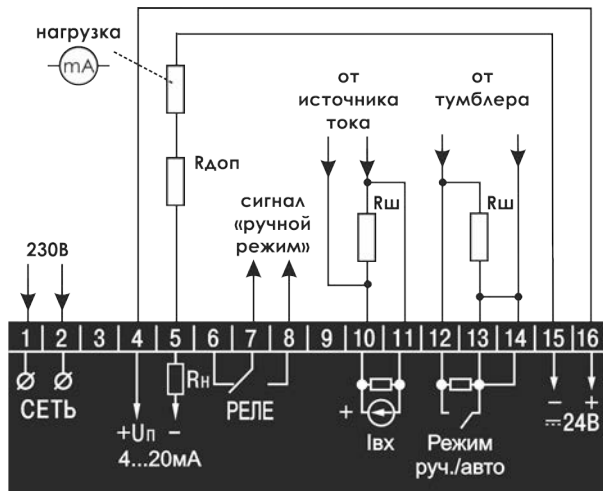 нагрузка
mA
от
источника
тока
от
тумблера
Rдоп
сигнал
«ручной
режим»
Rш
Rш
230В
1 2 3 4 5 6 7 8 9 10 11 12 13 14 15 16
СЕТЬ
+Uп –
4...20мА
Rн
РЕЛЕ
+
Iвх
Режим
руч./авто
– +
24В